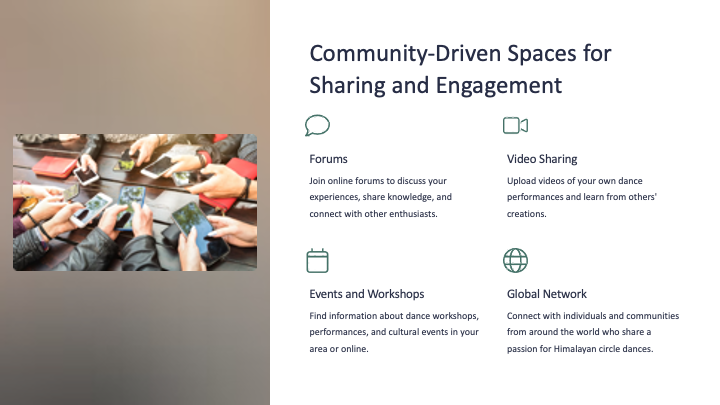 Community-Driven Spaces for
Sharing and Engagement
Forums
Join online forums to discuss your
experiences, share knowledge, and
connect with other enthusiasts.
Video Sharing
Upload videos of your own dance
performances and learn from others'
creations.
Events and Workshops
Find information about dance workshops,
performances, and cultural events in your
area or online.
Global Network
Connect with individuals and communities
from around the world who share a
passion for Himalayan circle dances.